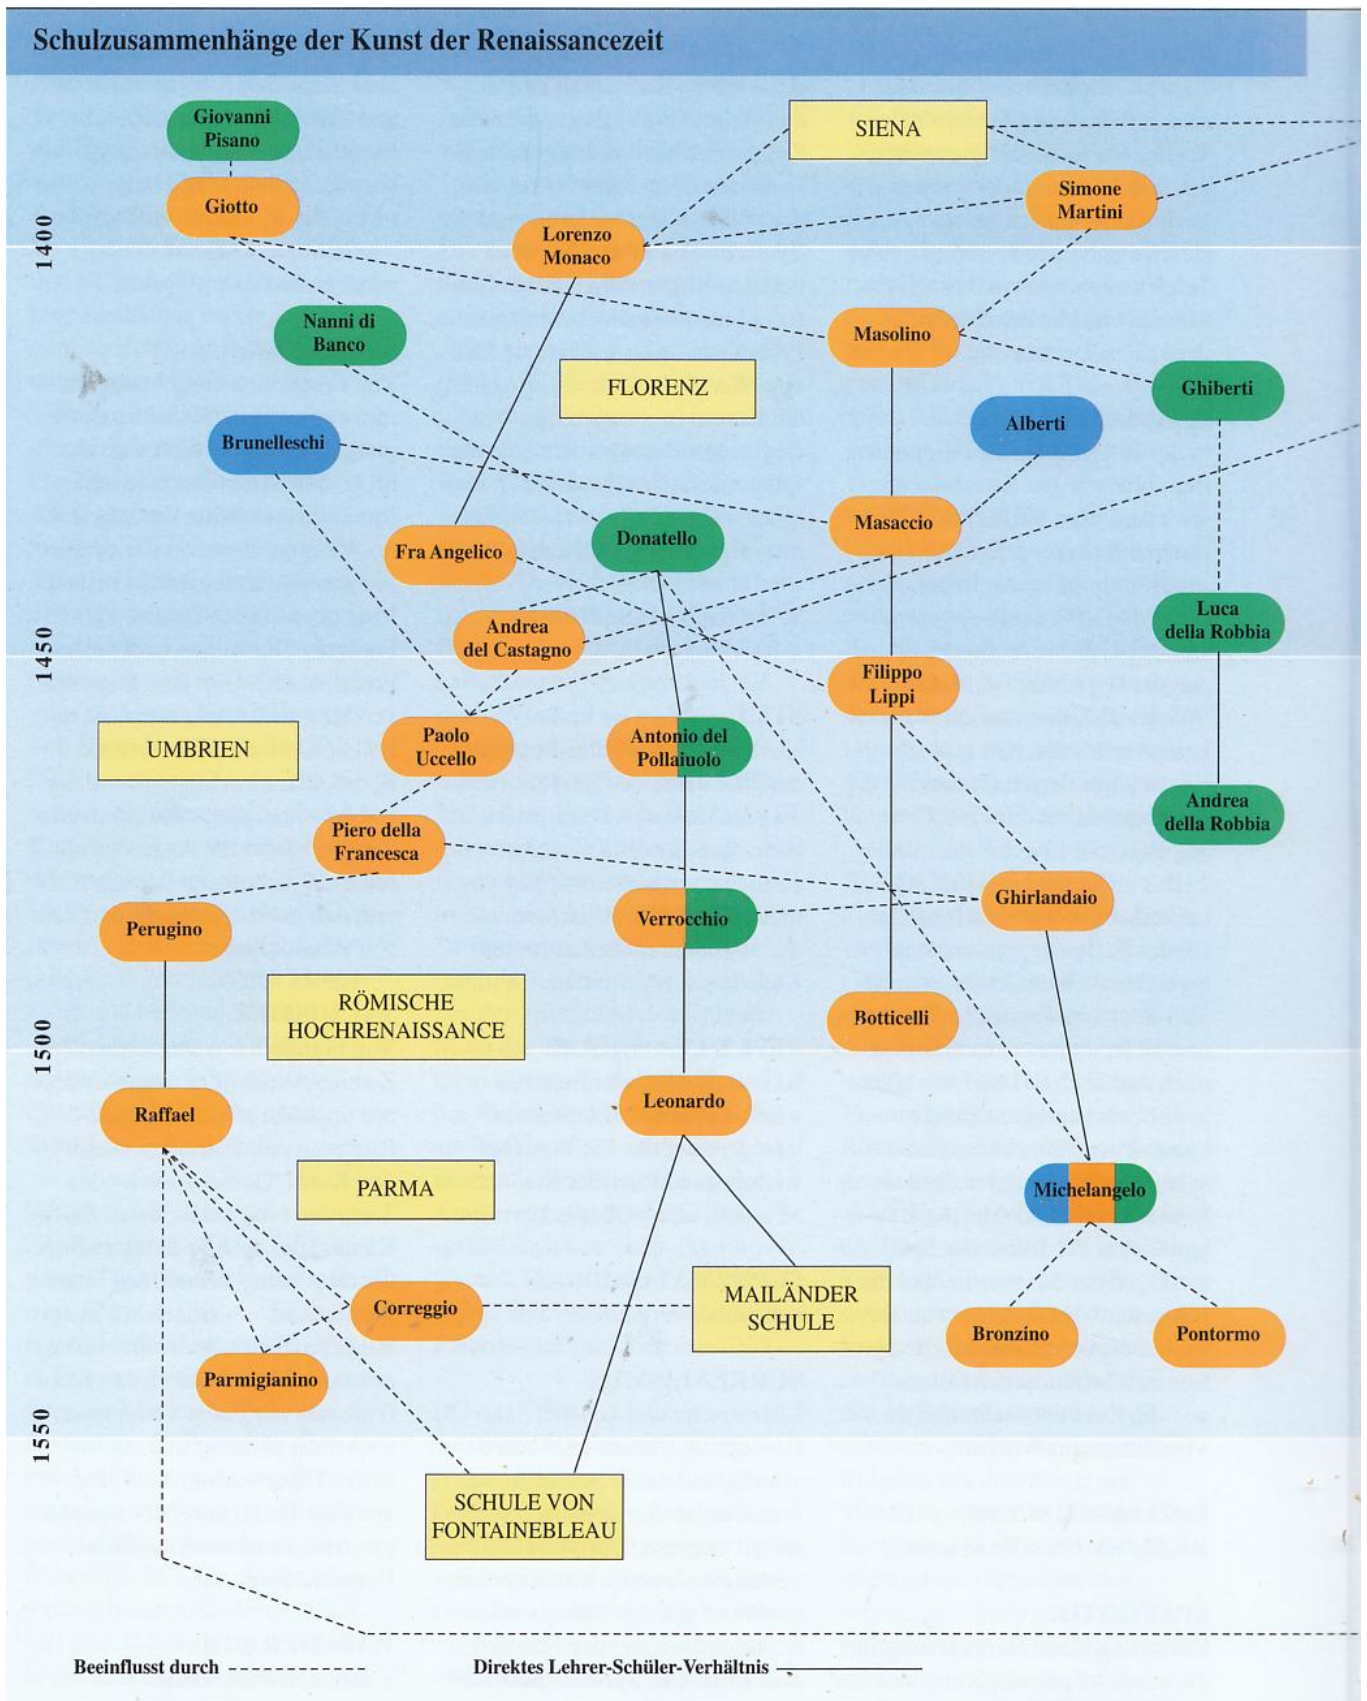 Schulzusammenhänge der Kunst der Renaissancezeit
Giovanni
Pisano
SIENA
Giotto
Simone
Martini
1400
Lorenzo
Monaco
Nanni di
Banco
Masolino
FLORENZ
Ghiberti
Brunelleschi
Alberti
Fra Angelico
Donatello
Masaccio
Andrea
del Castagno
Luca
della Robbia
1450
Filippo
Lippi
UMBRIEN
Paolo
Uccello
Antonio del
Pollaiuolo
Andrea
della Robbia
Piero della
Francesca
Ghirlandaio
Perugino
Verrocchio
RÖMISCHE
HOCHRENAISSANCE
Botticelli
1500
Raffael
Leonardo
PARMA
Michelangelo
Correggio
MAILÄNDER
SCHULE
Bronzino
Pontormo
Parmigianino
1550
SCHULE VON
FONTAINEBLEAU
Beeinflusst durch
Direktes Lehrer-Schüler-Verhältnis